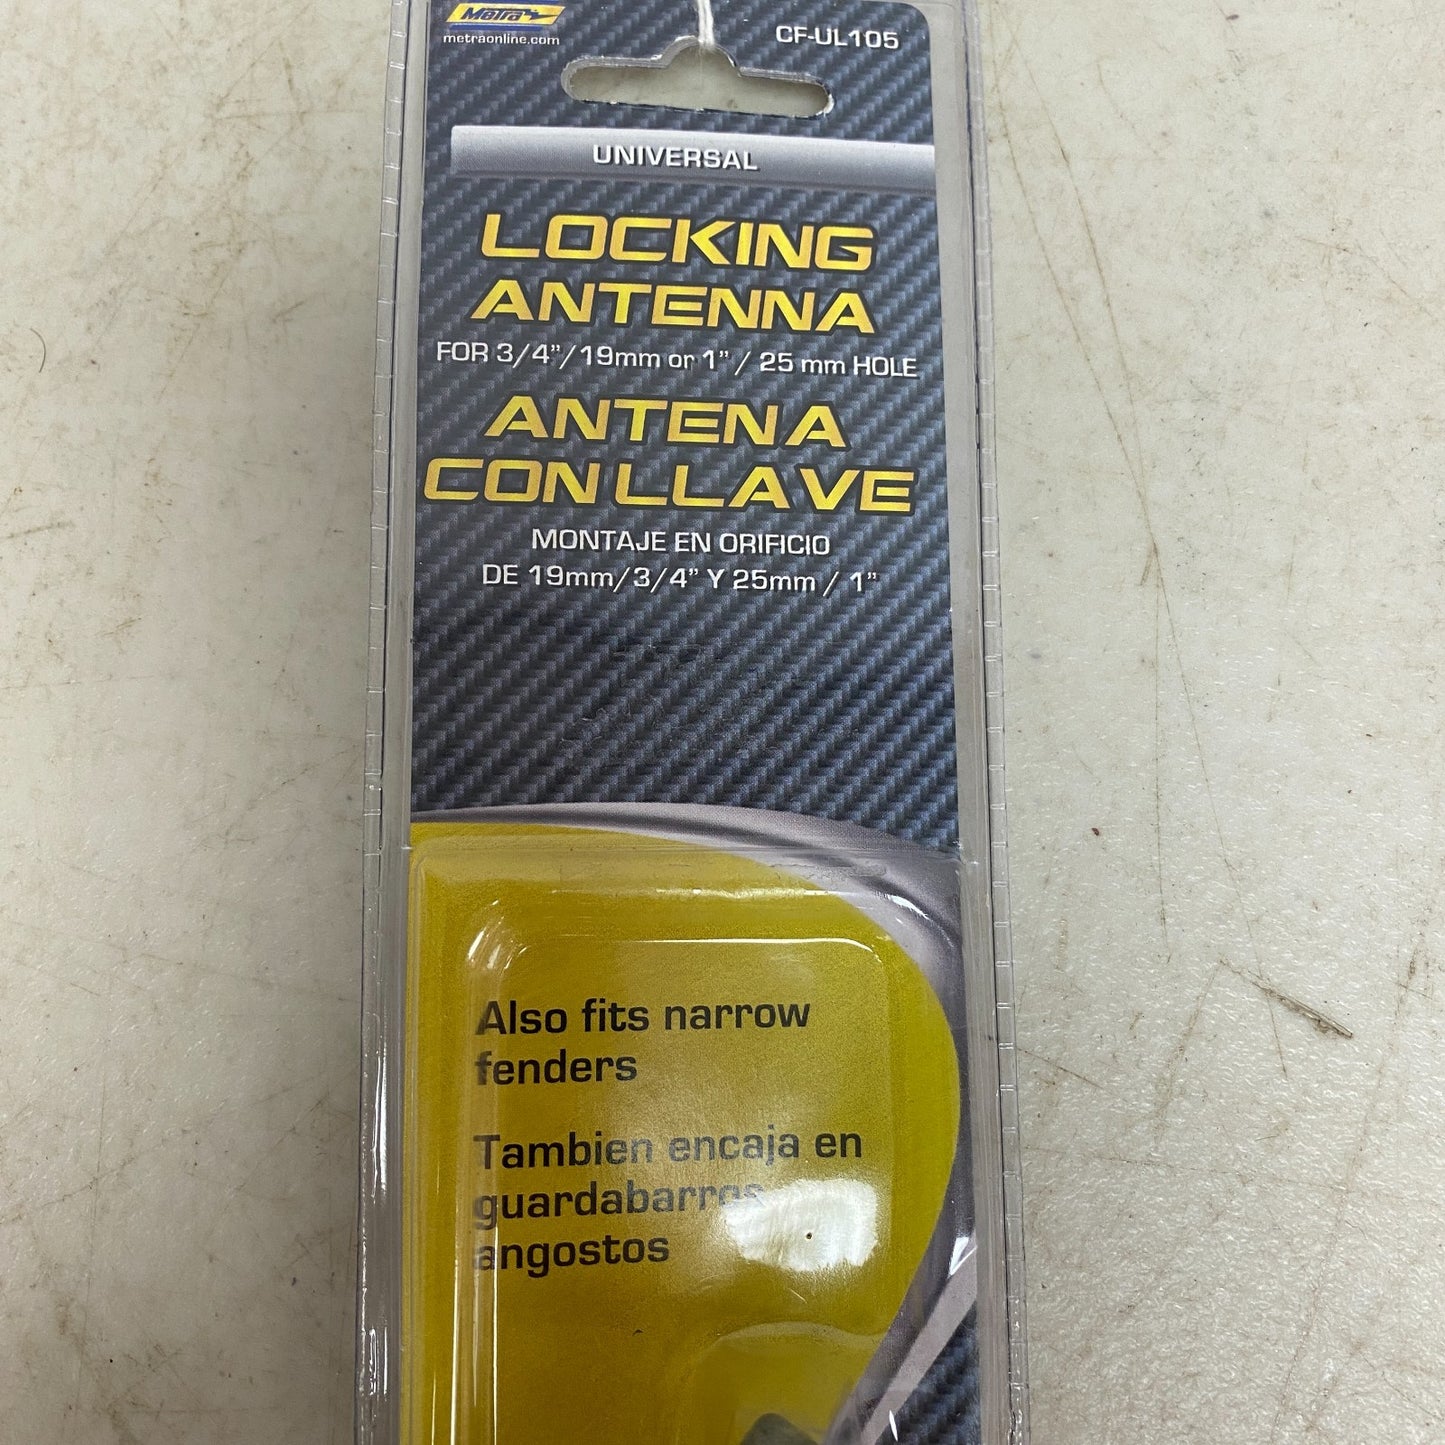 Metra
metraonline.com
CF-UL105
UNIVERSAL
LOCKING
ANTENNA
FOR 3/4"/19mm or 1" / 25 mm HOLE
ANTENA
CON LLAVE
MONTAJE EN ORIFICIO
DE 19mm/3/4" Y 25mm / 1"
Also fits narrow
fenders
Tambien encaja en
guardabarros
angostos